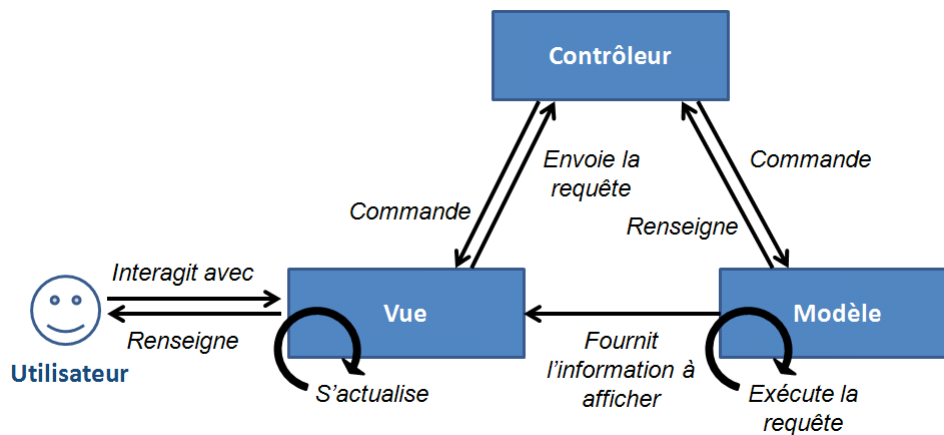 Contrôleur
Envoie la
requête
Commande
Commande
Renseigne
Interagit avec
Renseigne
Utilisateur
Vue
S'actualise
Fournit
l'information à
afficher
Modèle
Exécute la
requête